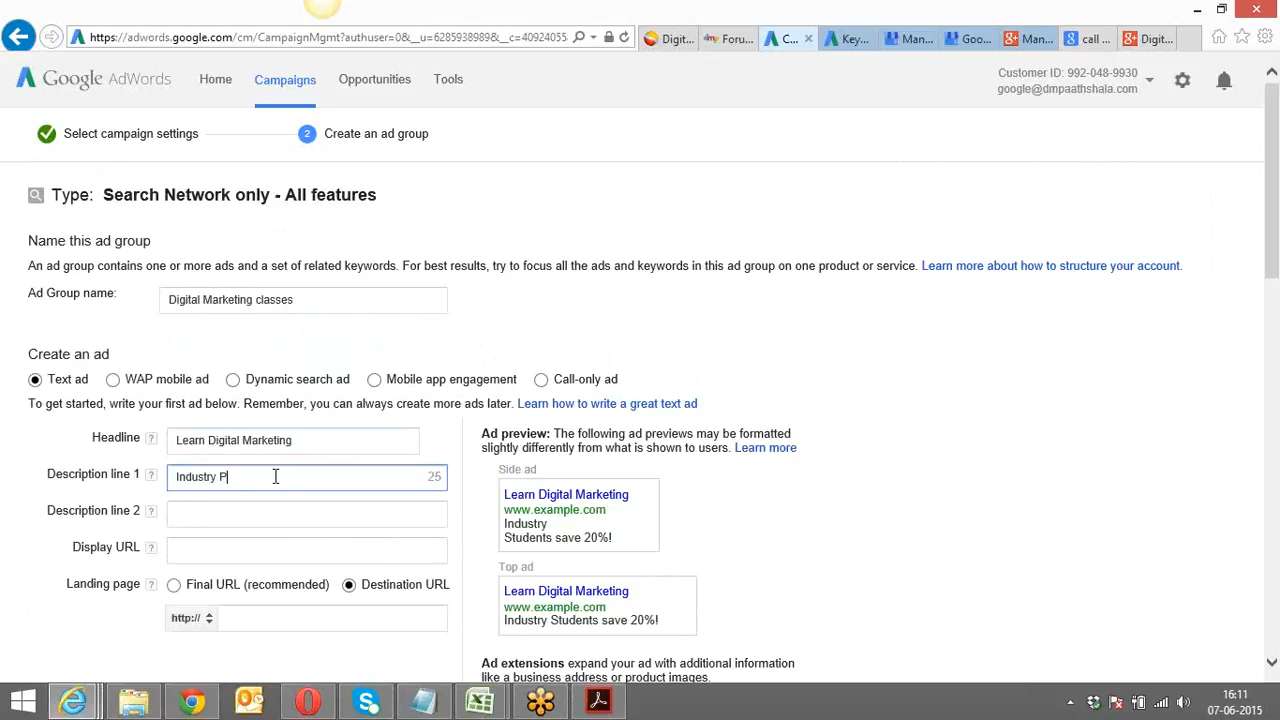 https://adwords.google.com/cm/CampaignMgmt?authuser=0&__u=6285938989&__c=40924055
Digit...
Foru...
C...
Key...
Man...
Goo...
Man...
call ...
Digit...
Google AdWords
Home
Campaigns
Opportunities
Tools
Customer ID: 992-048-9930
google@dmpaathshala.com
Select campaign settings
2 Create an ad group
Type: Search Network only - All features
Name this ad group
An ad group contains one or more ads and a set of related keywords. For best results, try to focus all the ads and keywords in this ad group on one product or service. Learn more about how to structure your account.
Ad Group name: Digital Marketing classes
Create an ad
Text ad WAP mobile ad Dynamic search ad Mobile app engagement Call-only ad
To get started, write your first ad below. Remember, you can always create more ads later. Learn how to write a great text ad
Headline ? Learn Digital Marketing
Description line 1 ? Industry P 25
Description line 2 ?
Display URL ?
Landing page ? Final URL (recommended) Destination URL
http://
Ad preview: The following ad previews may be formatted
slightly differently from what is shown to users. Learn more
Side ad
Learn Digital Marketing
www.example.com
Industry
Students save 20%!
Top ad
Learn Digital Marketing
www.example.com
Industry Students save 20%!
Ad extensions expand your ad with additional information
like a business address or product images.
16:11
07-06-2015